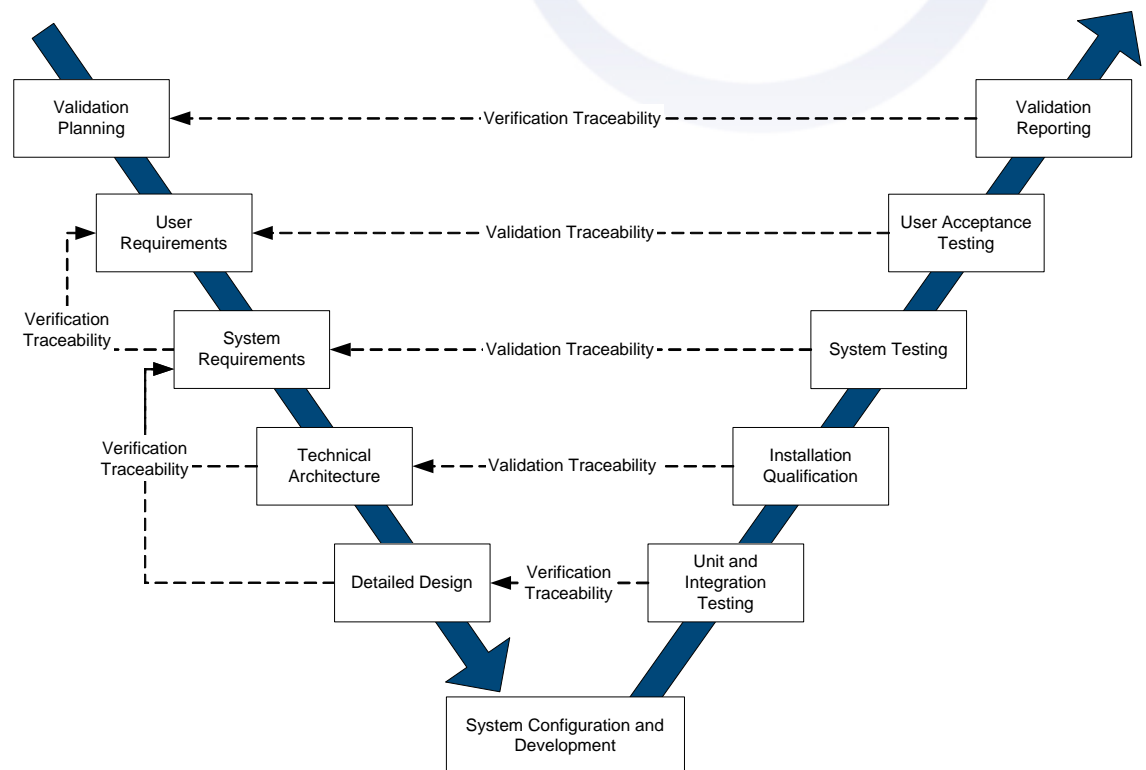 Validation
Planning
Verification Traceability
Validation
Reporting
User
Requirements
Validation Traceability
User Acceptance
Testing
Verification
Traceability
System
Requirements
Validation Traceability
System Testing
Verification
Traceability
Technical
Architecture
Validation Traceability
Installation
Qualification
Detailed Design
Verification
Traceability
Unit and
Integration
Testing
System Configuration and
Development